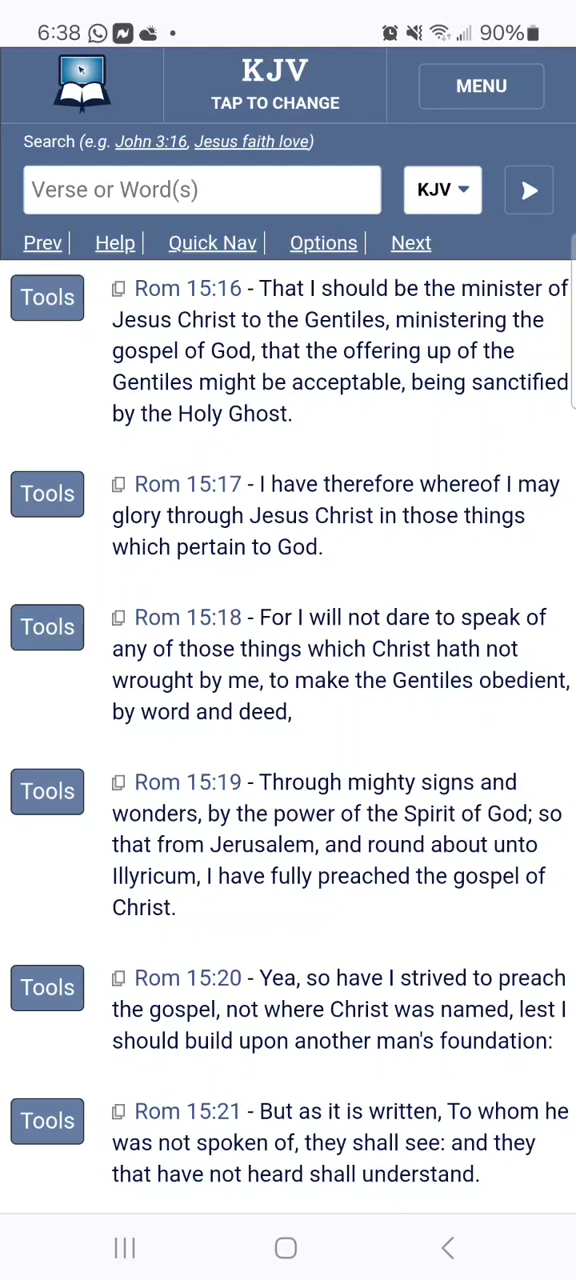 6:38
90%
KJV
TAP TO CHANGE
MENU
Search (e.g. John 3:16, Jesus faith love)
Verse or Word(s)
KJV
Prev | Help | Quick Nav | Options | Next
Tools
Rom 15:16 - That I should be the minister of
Jesus Christ to the Gentiles, ministering the
gospel of God, that the offering up of the
Gentiles might be acceptable, being sanctified
by the Holy Ghost.
Tools
Rom 15:17 - I have therefore whereof I may
glory through Jesus Christ in those things
which pertain to God.
Tools
Rom 15:18 - For I will not dare to speak of
any of those things which Christ hath not
wrought by me, to make the Gentiles obedient,
by word and deed,
Tools
Rom 15:19 - Through mighty signs and
wonders, by the power of the Spirit of God; so
that from Jerusalem, and round about unto
Illyricum, I have fully preached the gospel of
Christ.
Tools
Rom 15:20 - Yea, so have I strived to preach
the gospel, not where Christ was named, lest I
should build upon another man's foundation:
Tools
Rom 15:21 - But as it is written, To whom he
was not spoken of, they shall see: and they
that have not heard shall understand.